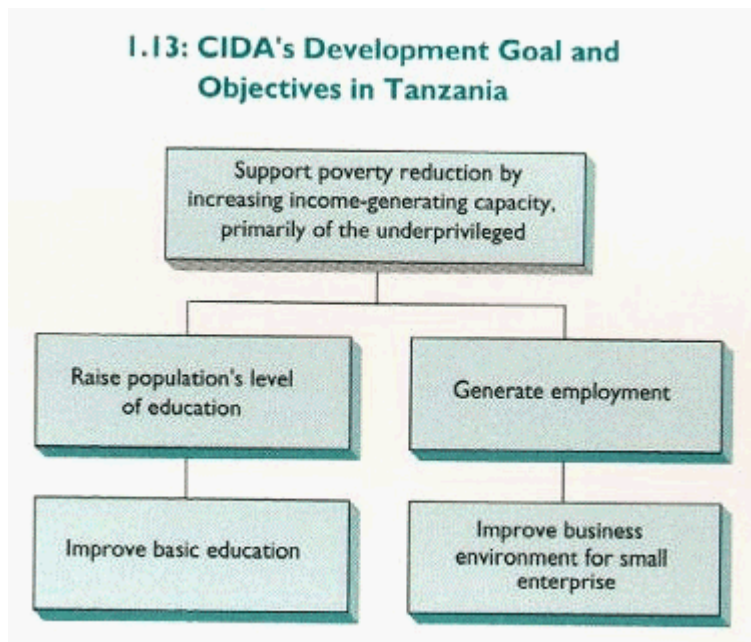 1.13: CIDA's Development Goal and
Objectives in Tanzania
Support poverty reduction by
increasing income-generating capacity,
primarily of the underprivileged
Raise population's level
of education
Generate employment
Improve basic education
Improve business
environment for small
enterprise